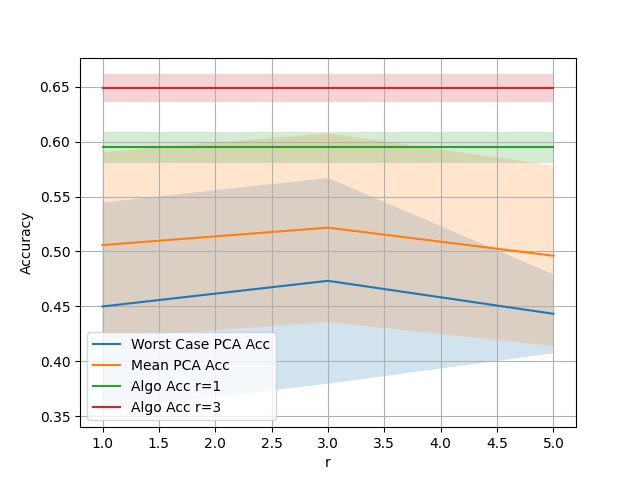 0.65
0.60
0.55
0.50
0.45
0.40
0.35
Accuracy
Worst Case PCA Acc
Mean PCA Acc
Algo Acc r=1
Algo Acc r=3
1.0 1.5 2.0 2.5 3.0 3.5 4.0 4.5 5.0
r